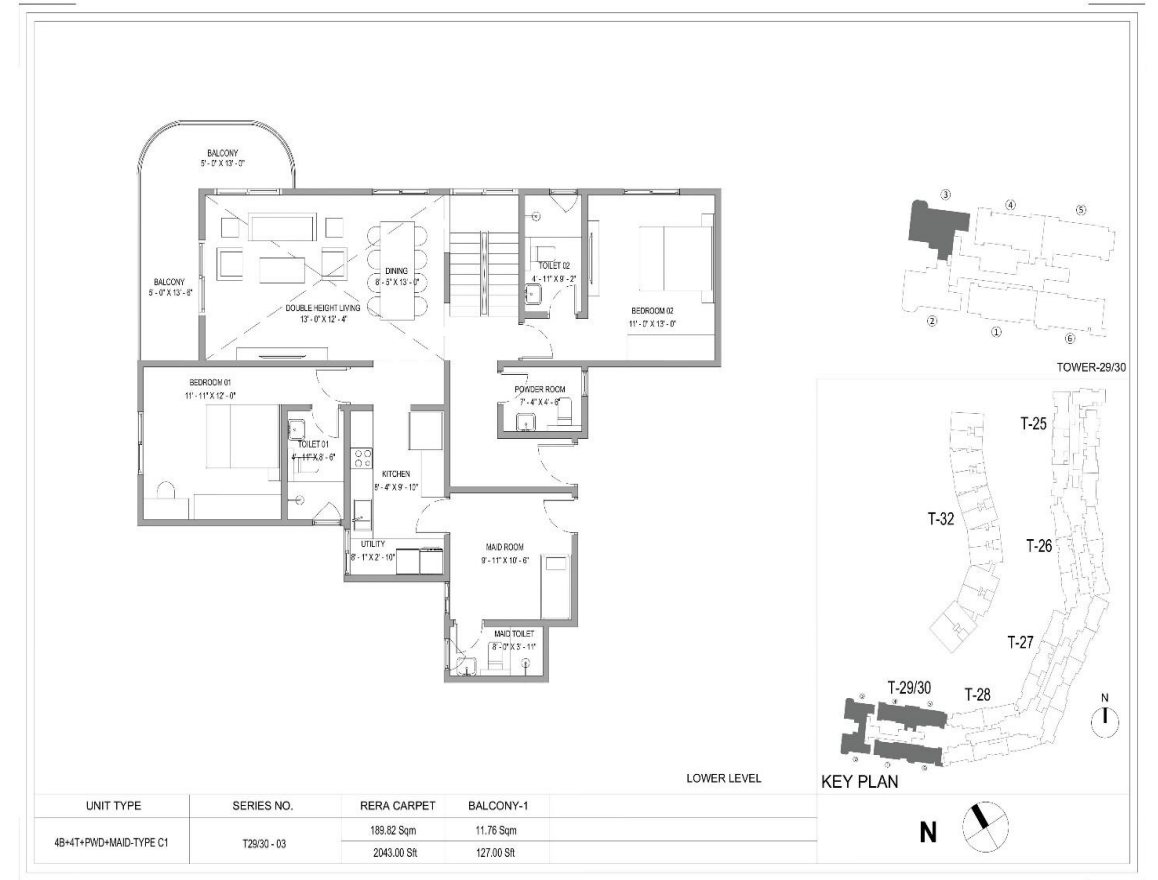 BALCONY
5' - 0" X 13' - 0"
BALCONY
5' - 0" X 13' - 6"
DOUBLE HEIGHT LIVING
13' - 0" X 12' - 4"
DINING
8' - 5" X 13' - 0"
TOILET 02
4' - 11" X 9' - 2"
BEDROOM 02
11' - 0" X 13' - 0"
BEDROOM 01
11' - 11" X 12' - 0"
TOILET 01
4' - 11" X 8' - 6"
POWDER ROOM
7' - 4" X 4' - 6"
KITCHEN
8' - 4" X 9' - 10"
UTILITY
8' - 1" X 2' - 10"
MAID ROOM
9' - 11" X 10' - 6"
MAID TOILET
8' - 0" X 3' - 11"
LOWER LEVEL
3
4
5
2
1
6
TOWER-29/30
T-25
T-32
T-26
T-27
T-29/30
T-28
N
KEY PLAN
N
UNIT TYPE
SERIES NO.
RERA CARPET
BALCONY-1
4B+4T+PWD+MAID-TYPE C1
T29/30 - 03
189.82 Sqm
11.76 Sqm
2043.00 Sft
127.00 Sft